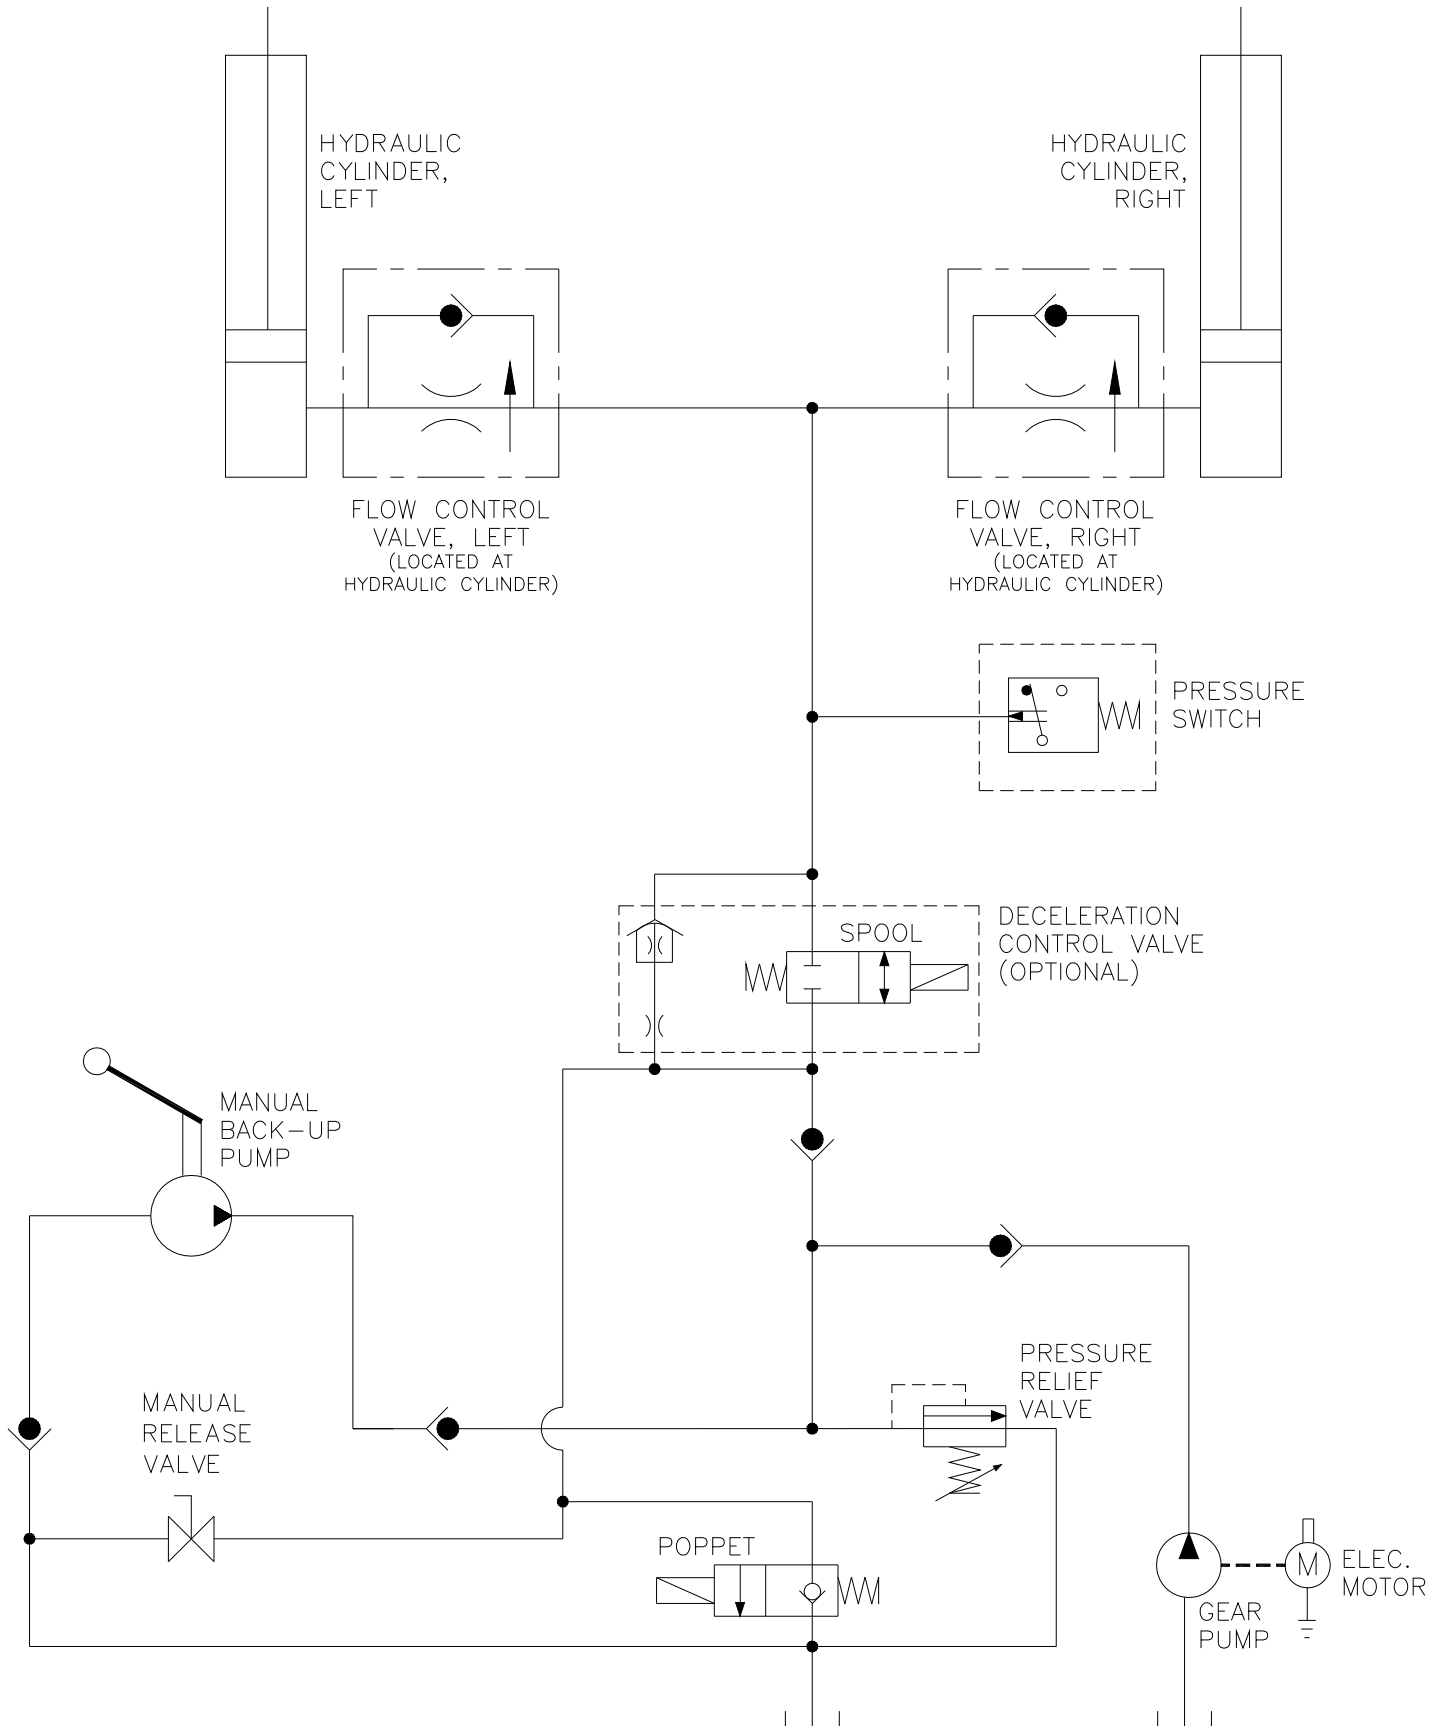 HYDRAULIC
CYLINDER,
LEFT
HYDRAULIC
CYLINDER,
RIGHT
FLOW CONTROL
VALVE, LEFT
(LOCATED AT
HYDRAULIC CYLINDER)
FLOW CONTROL
VALVE, RIGHT
(LOCATED AT
HYDRAULIC CYLINDER)
PRESSURE
SWITCH
SPOOL
DECELERATION
CONTROL VALVE
(OPTIONAL)
MANUAL
BACK-UP
PUMP
PRESSURE
RELIEF
VALVE
MANUAL
RELEASE
VALVE
POPPET
M
ELEC.
MOTOR
GEAR
PUMP